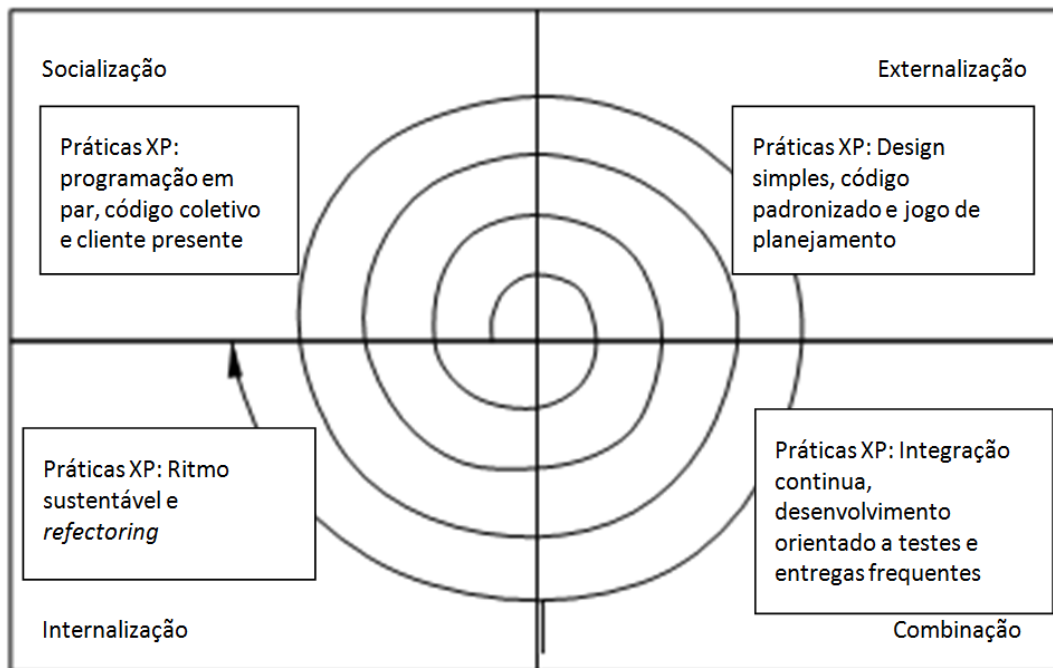 Socialização
Externalização
Práticas XP:
programação em
par, código coletivo
e cliente presente
Práticas XP: Design
simples, código
padronizado e jogo de
planejamento
Práticas XP: Ritmo
sustentável e
refectoring
Práticas XP: Integração
continua,
desenvolvimento
orientado a testes e
entregas frequentes
Internalização
Combinação